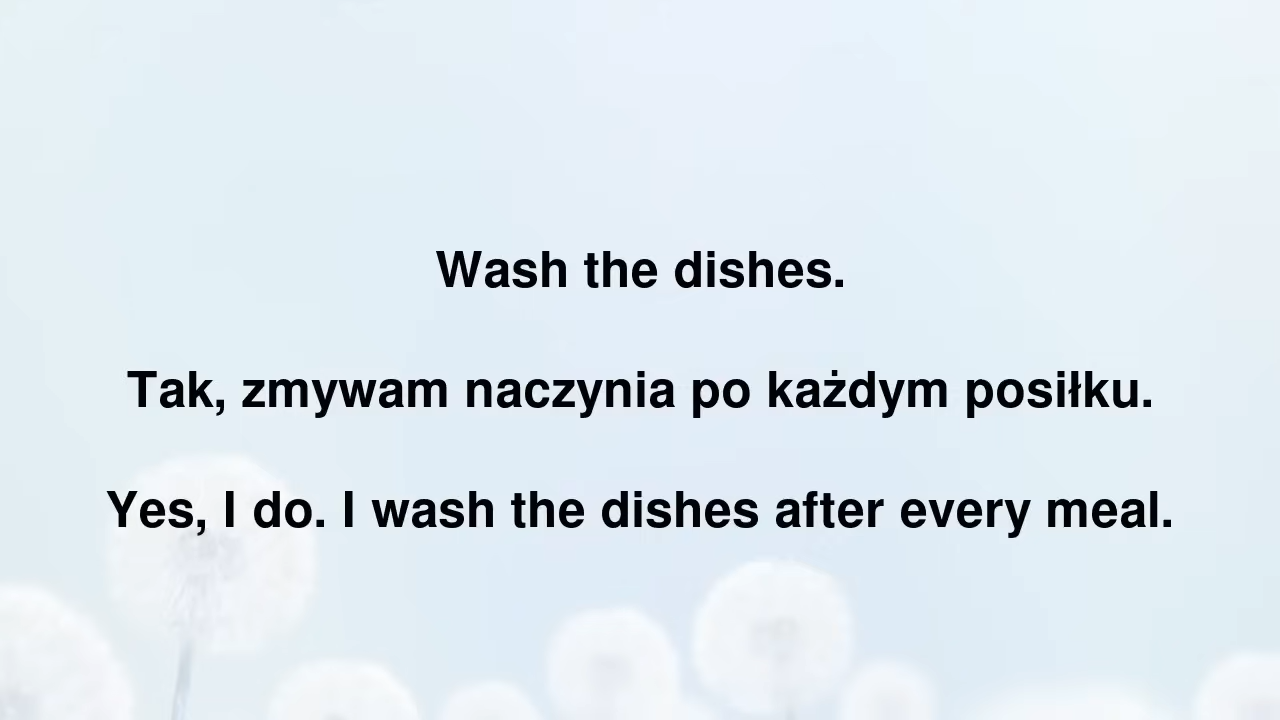 Wash the dishes.
Tak, zmywam naczynia po każdym posiłku.
Yes, I do. I wash the dishes after every meal.